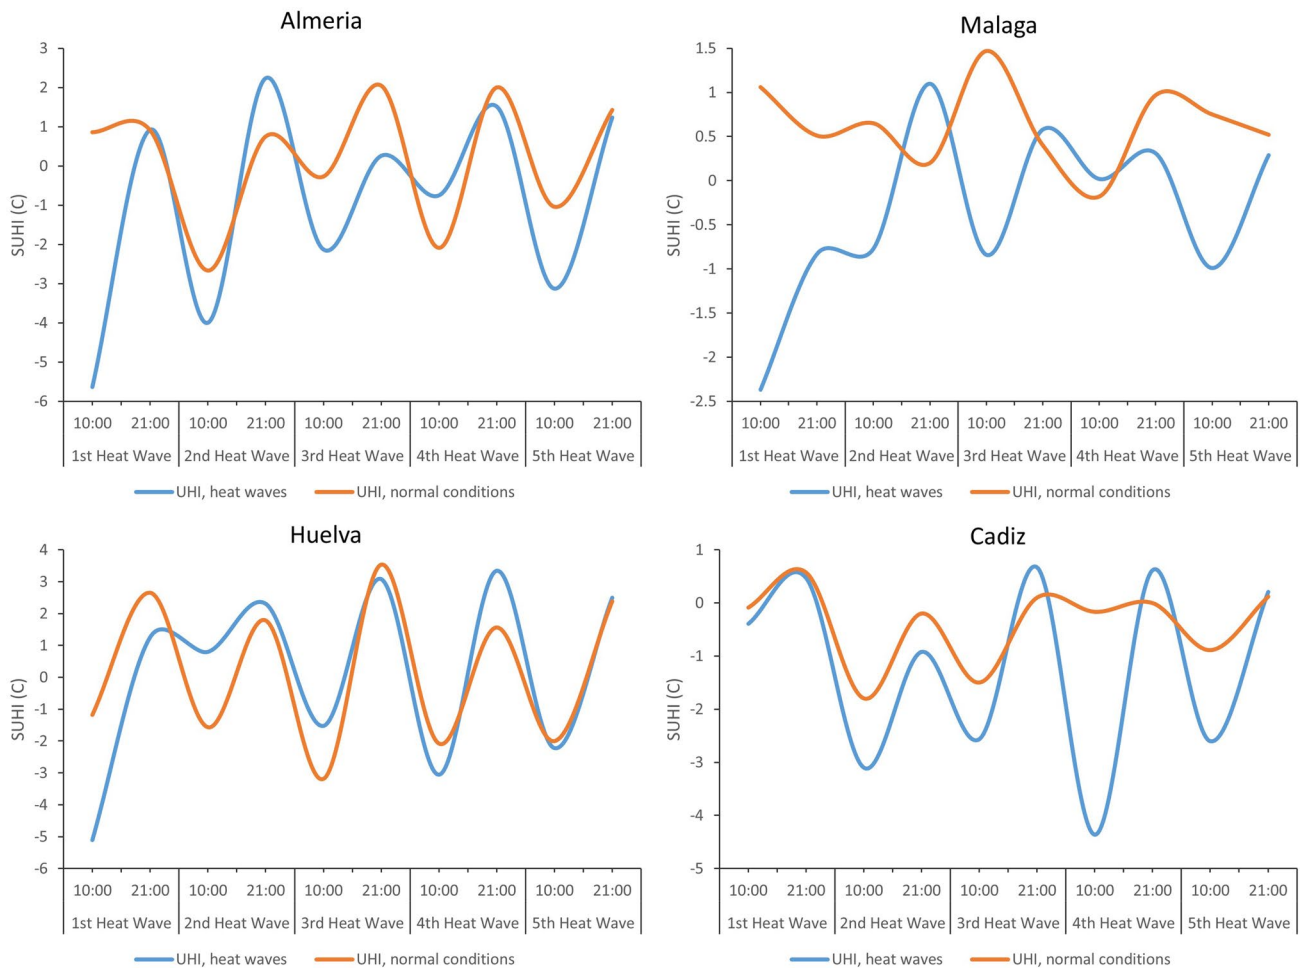 Almeria
SUHI (C)
3
2
1
0
-1
-2
-3
-4
-5
-6
10:00 21:00 10:00 21:00 10:00 21:00 10:00 21:00 10:00 21:00
1st Heat Wave 2nd Heat Wave 3rd Heat Wave 4th Heat Wave 5th Heat Wave
UHI, heat waves UHI, normal conditions
Malaga
SUHI (C)
1.5
1
0.5
0
-0.5
-1
-1.5
-2
-2.5
10:00 21:00 10:00 21:00 10:00 21:00 10:00 21:00 10:00 21:00
1st Heat Wave 2nd Heat Wave 3rd Heat Wave 4th Heat Wave 5th Heat Wave
UHI, heat waves UHI, normal conditions
Huelva
SUHI (C)
4
3
2
1
0
-1
-2
-3
-4
-5
-6
10:00 21:00 10:00 21:00 10:00 21:00 10:00 21:00 10:00 21:00
1st Heat Wave 2nd Heat Wave 3rd Heat Wave 4th Heat Wave 5th Heat Wave
UHI, heat waves UHI, normal conditions
Cadiz
SUHI (C)
1
0
-1
-2
-3
-4
-5
10:00 21:00 10:00 21:00 10:00 21:00 10:00 21:00 10:00 21:00
1st Heat Wave 2nd Heat Wave 3rd Heat Wave 4th Heat Wave 5th Heat Wave
UHI, heat waves UHI, normal conditions